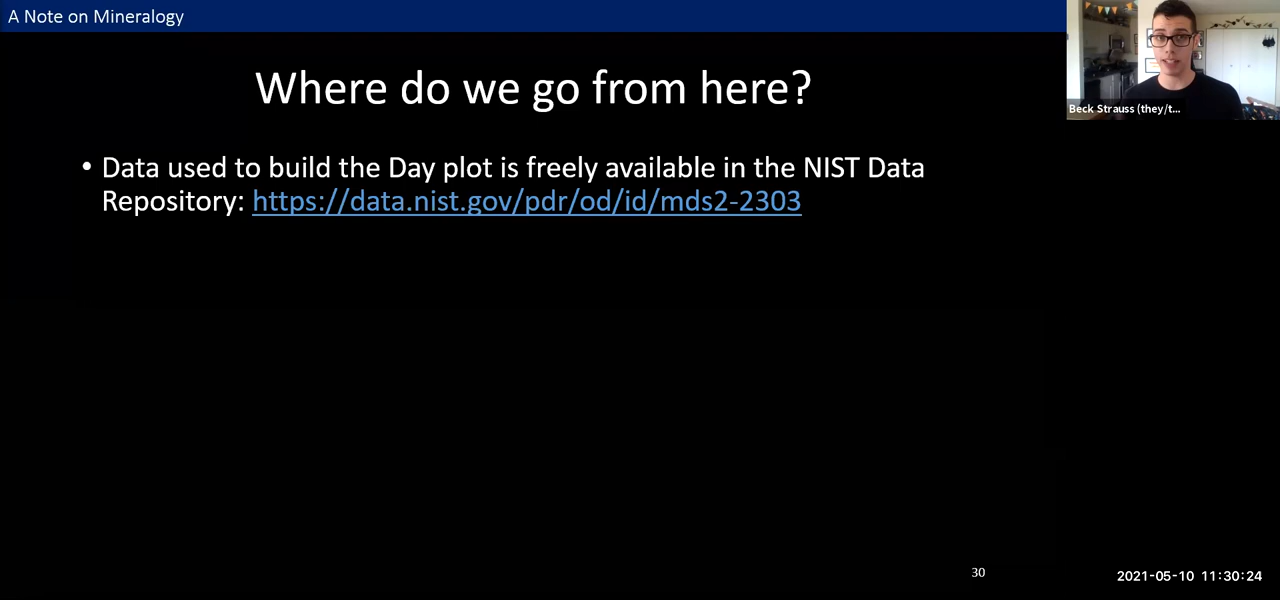 A Note on Mineralogy
Where do we go from here?
• Data used to build the Day plot is freely available in the NIST Data
Repository: https://data.nist.gov/pdr/od/id/mds2-2303
Beck Strauss (they/t...
30
2021-05-10 11:30:24